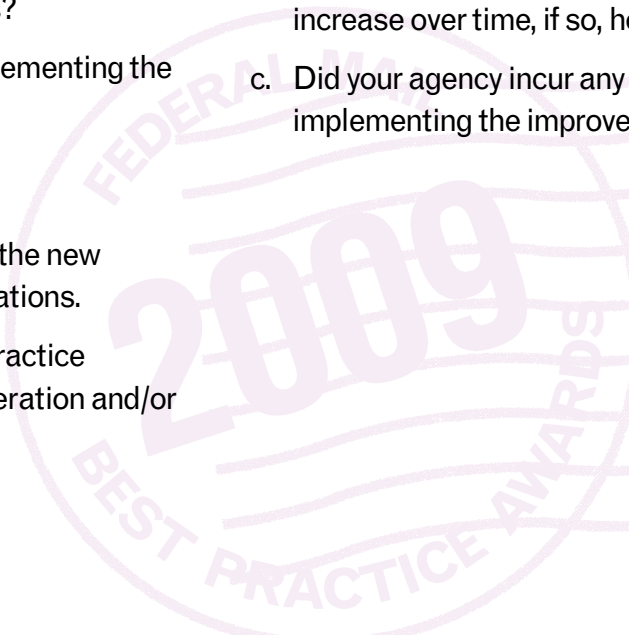 ?
ementing the
the new
ations.
ractice
eration and/or
increase over time, if so, h
c. Did your agency incur any
implementing the improve
FEDERAL MAIL
2009
BEST PRACTICE AWARDS